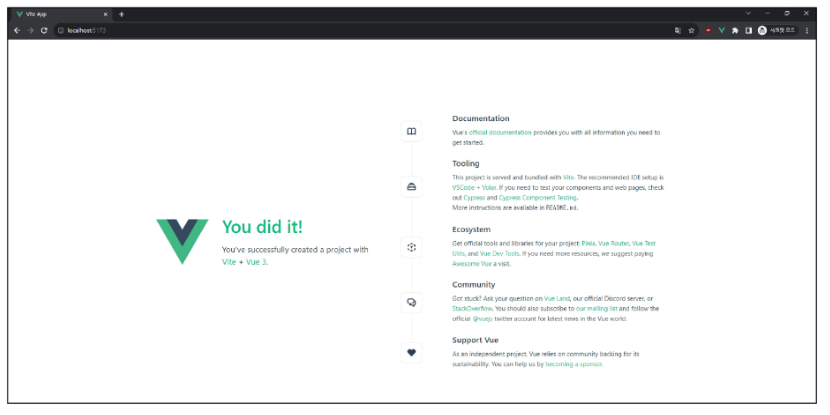 Vite App
localhost:5173
시크릿 모드
You did it!
You've successfully created a project with
Vite + Vue 3.
Documentation
Vue's official documentation provides you with all information you need to
get started.
Tooling
This project is served and bundled with Vite. The recommended IDE setup is
VSCode + Volar. If you need to test your components and web pages, check
out Cypress and Cypress Component Testing.
More instructions are available in README.md.
Ecosystem
Get official tools and libraries for your project: Pinia, Vue Router, Vue Test
Utils, and Vue Dev Tools. If you need more resources, we suggest paying
Awesome Vue a visit.
Community
Got stuck? Ask your question on Vue Land, our official Discord server, or
StackOverflow. You should also subscribe to our mailing list and follow the
official @vuejs twitter account for latest news in the Vue world.
Support Vue
As an independent project, Vue relies on community backing for its
sustainability. You can help us by becoming a sponsor.